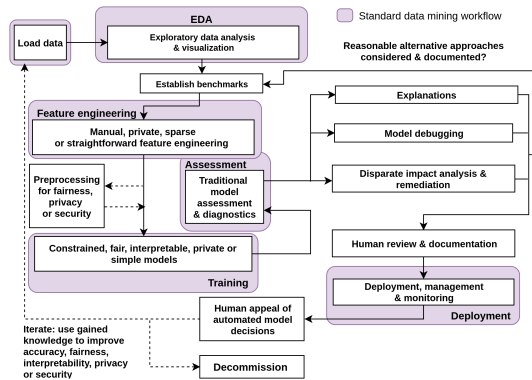 EDA
Standard data mining workflow
Load data
Exploratory data analysis
& visualization
Reasonable alternative approaches
considered & documented?
Establish benchmarks
Explanations
Feature engineering
Manual, private, sparse
or straightforward feature engineering
Model debugging
Assessment
Preprocessing
for fairness,
privacy
or security
Traditional
model
assessment
& diagnostics
Disparate impact analysis &
remediation
Constrained, fair, interpretable, private or
simple models
Training
Human review & documentation
Deployment, management
& monitoring
Deployment
Human appeal of
automated model
decisions
Iterate: use gained
knowledge to improve
accuracy, fairness,
interpretability, privacy
or security
Decommission